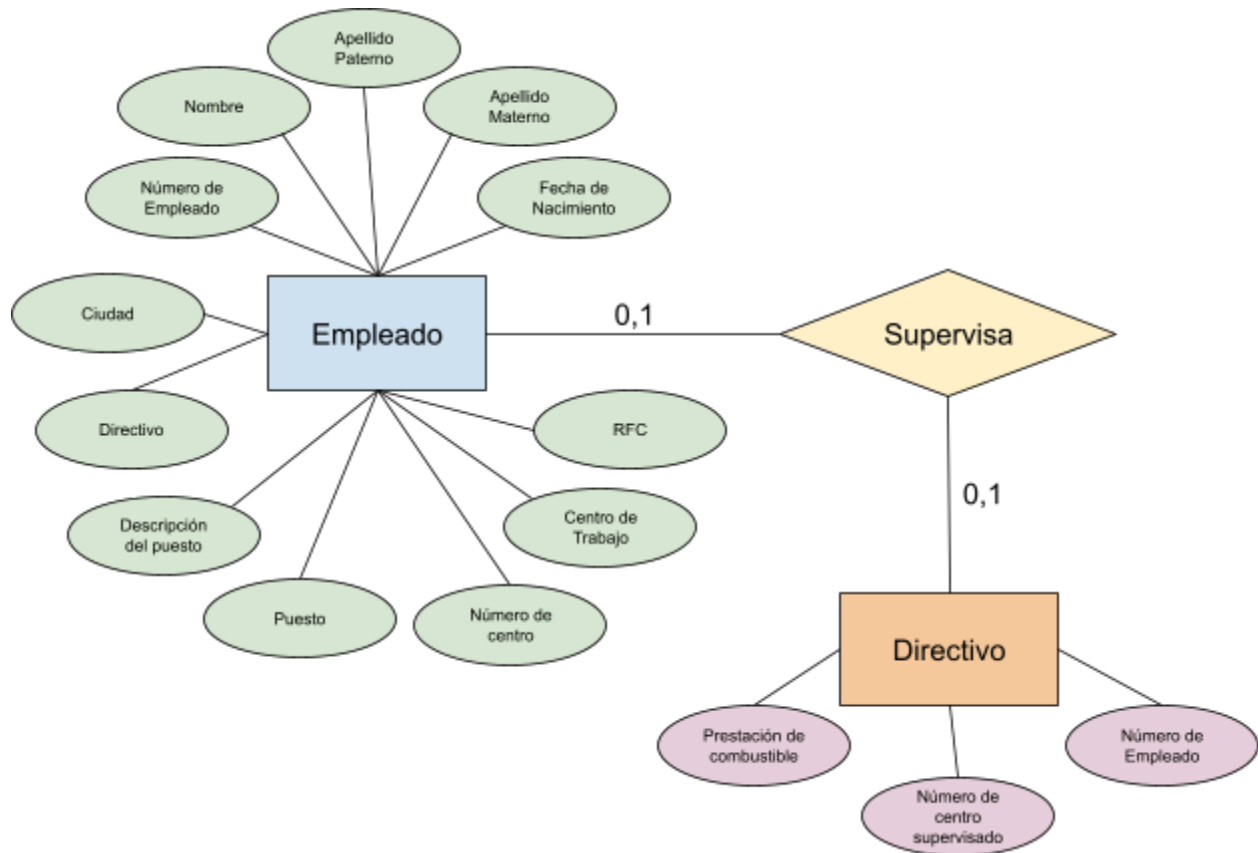 Apellido
Paterno
Nombre
Apellido
Materno
Número de
Empleado
Fecha de
Nacimiento
Ciudad
Empleado
0,1
Supervisa
Directivo
RFC
0,1
Descripción
del puesto
Centro de
Trabajo
Puesto
Número de
centro
Directivo
Prestación de
combustible
Número de
Empleado
Número de
centro
supervisado